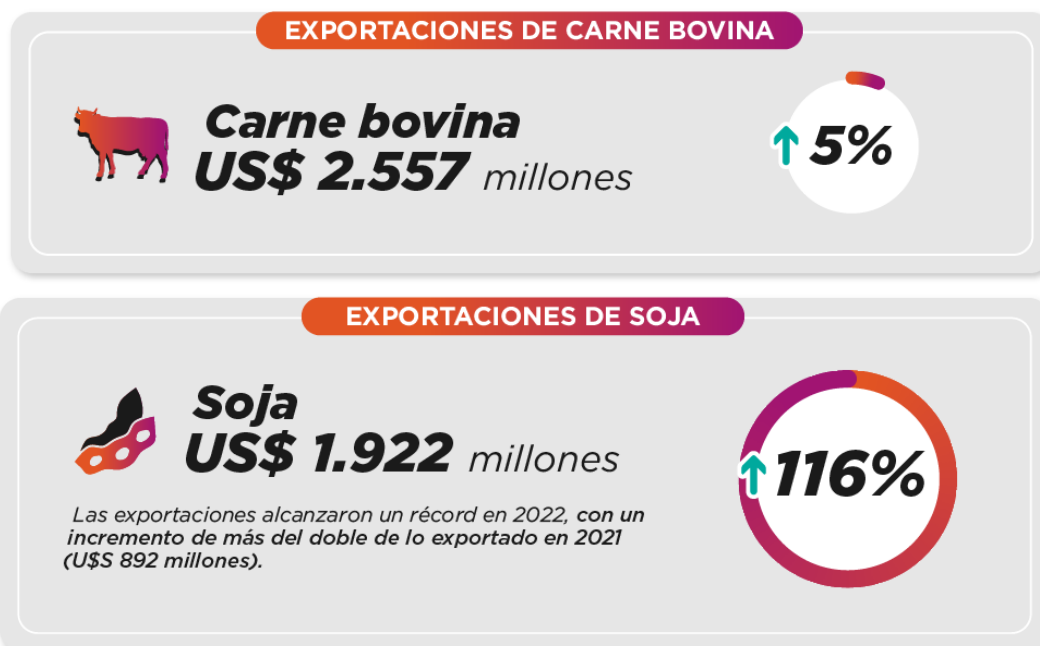 EXPORTACIONES DE CARNE BOVINA
Carne bovina
US$ 2.557 millones
5%
EXPORTACIONES DE SOJA
Soja
US$ 1.922 millones
116%
Las exportaciones alcanzaron un récord en 2022, con un
incremento de más del doble de lo exportado en 2021
(U$S 892 millones).